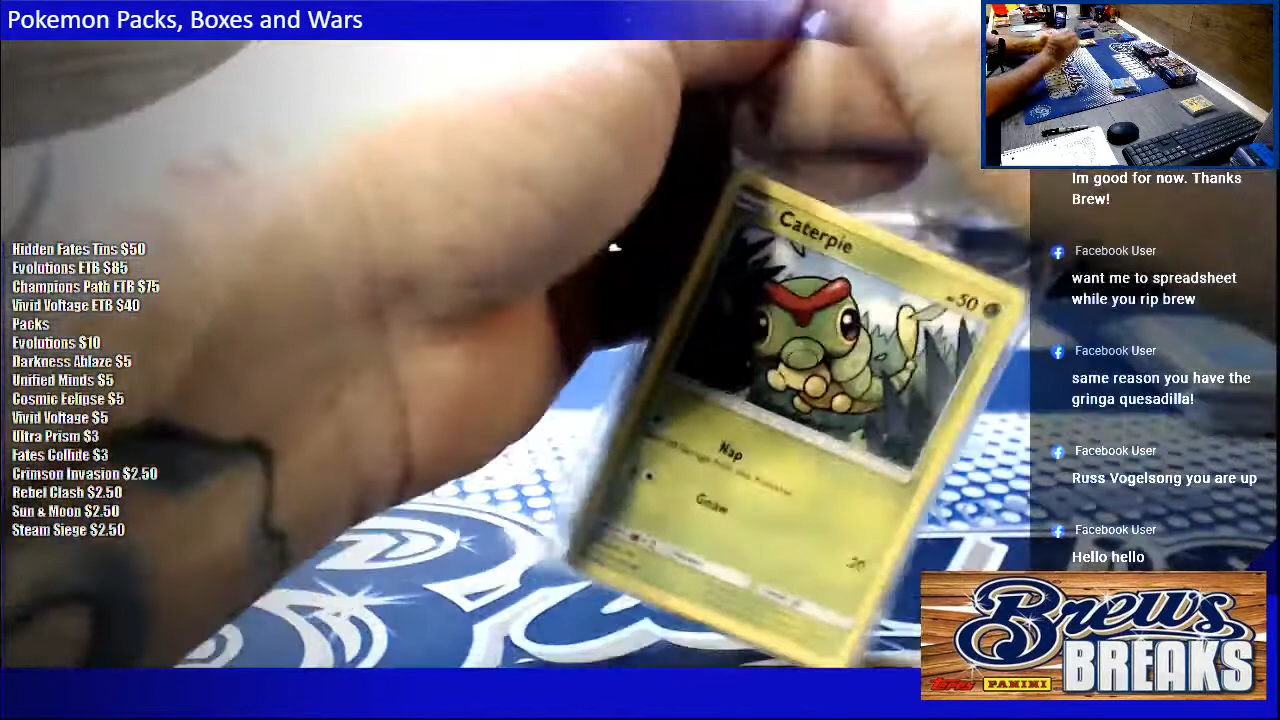 Pokemon Packs, Boxes and Wars
Hidden Fates Tins $50
Evolutions ETB $85
Champions Path ETB $75
Vivid Voltage ETB $40
Packs
Evolutions $10
Darkness Ablaze $5
Unified Minds $5
Cosmic Eclipse $5
Vivid Voltage $5
Ultra Prism $3
Fates Collide $3
Crimson Invasion $2.50
Rebel Clash $2.50
Sun & Moon $2.50
Steam Siege $2.50
Caterpie
50
Nap
Gnaw
20
Im good for now. Thanks
Brew!
Facebook User
want me to spreadsheet
while you rip brew
Facebook User
same reason you have the
gringa quesadilla!
Facebook User
Russ Vogelsong you are up
Facebook User
Hello hello
Brew's
BREAKS
Topps PANINI